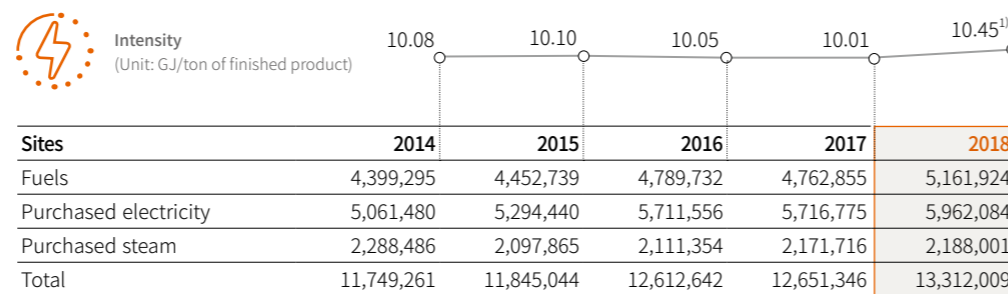 Intensity
(Unit: GJ/ton of finished product)
10.08 10.10 10.05 10.01 10.45¹⁾
Sites 2014 2015 2016 2017 2018
Fuels 4,399,295 4,452,739 4,789,732 4,762,855 5,161,924
Purchased electricity 5,061,480 5,294,440 5,711,556 5,716,775 5,962,084
Purchased steam 2,288,486 2,097,865 2,111,354 2,171,716 2,188,001
Total 11,749,261 11,845,044 12,612,642 12,651,346 13,312,009